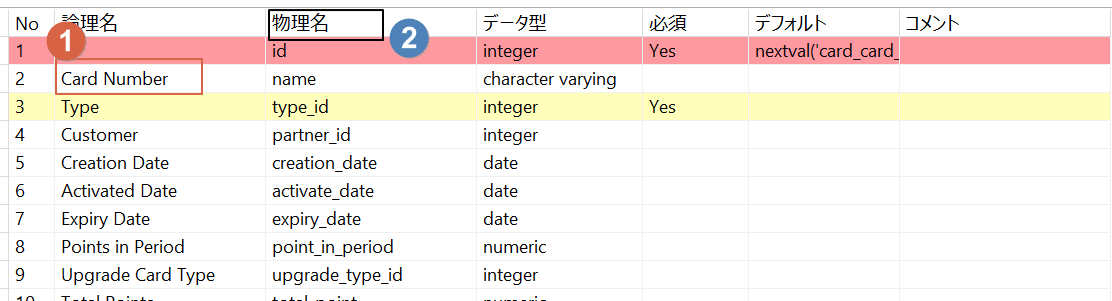 No 論理名 物理名 データ型 必須 デフォルト コメント
1 2
1 id integer Yes nextval('card_card_
2 Card Number name character varying
3 Type type_id integer Yes
4 Customer partner_id integer
5 Creation Date creation_date date
6 Activated Date activate_date date
7 Expiry Date expiry_date date
8 Points in Period point_in_period numeric
9 Upgrade Card Type upgrade_type_id integer
10 Total Points total_point numeric